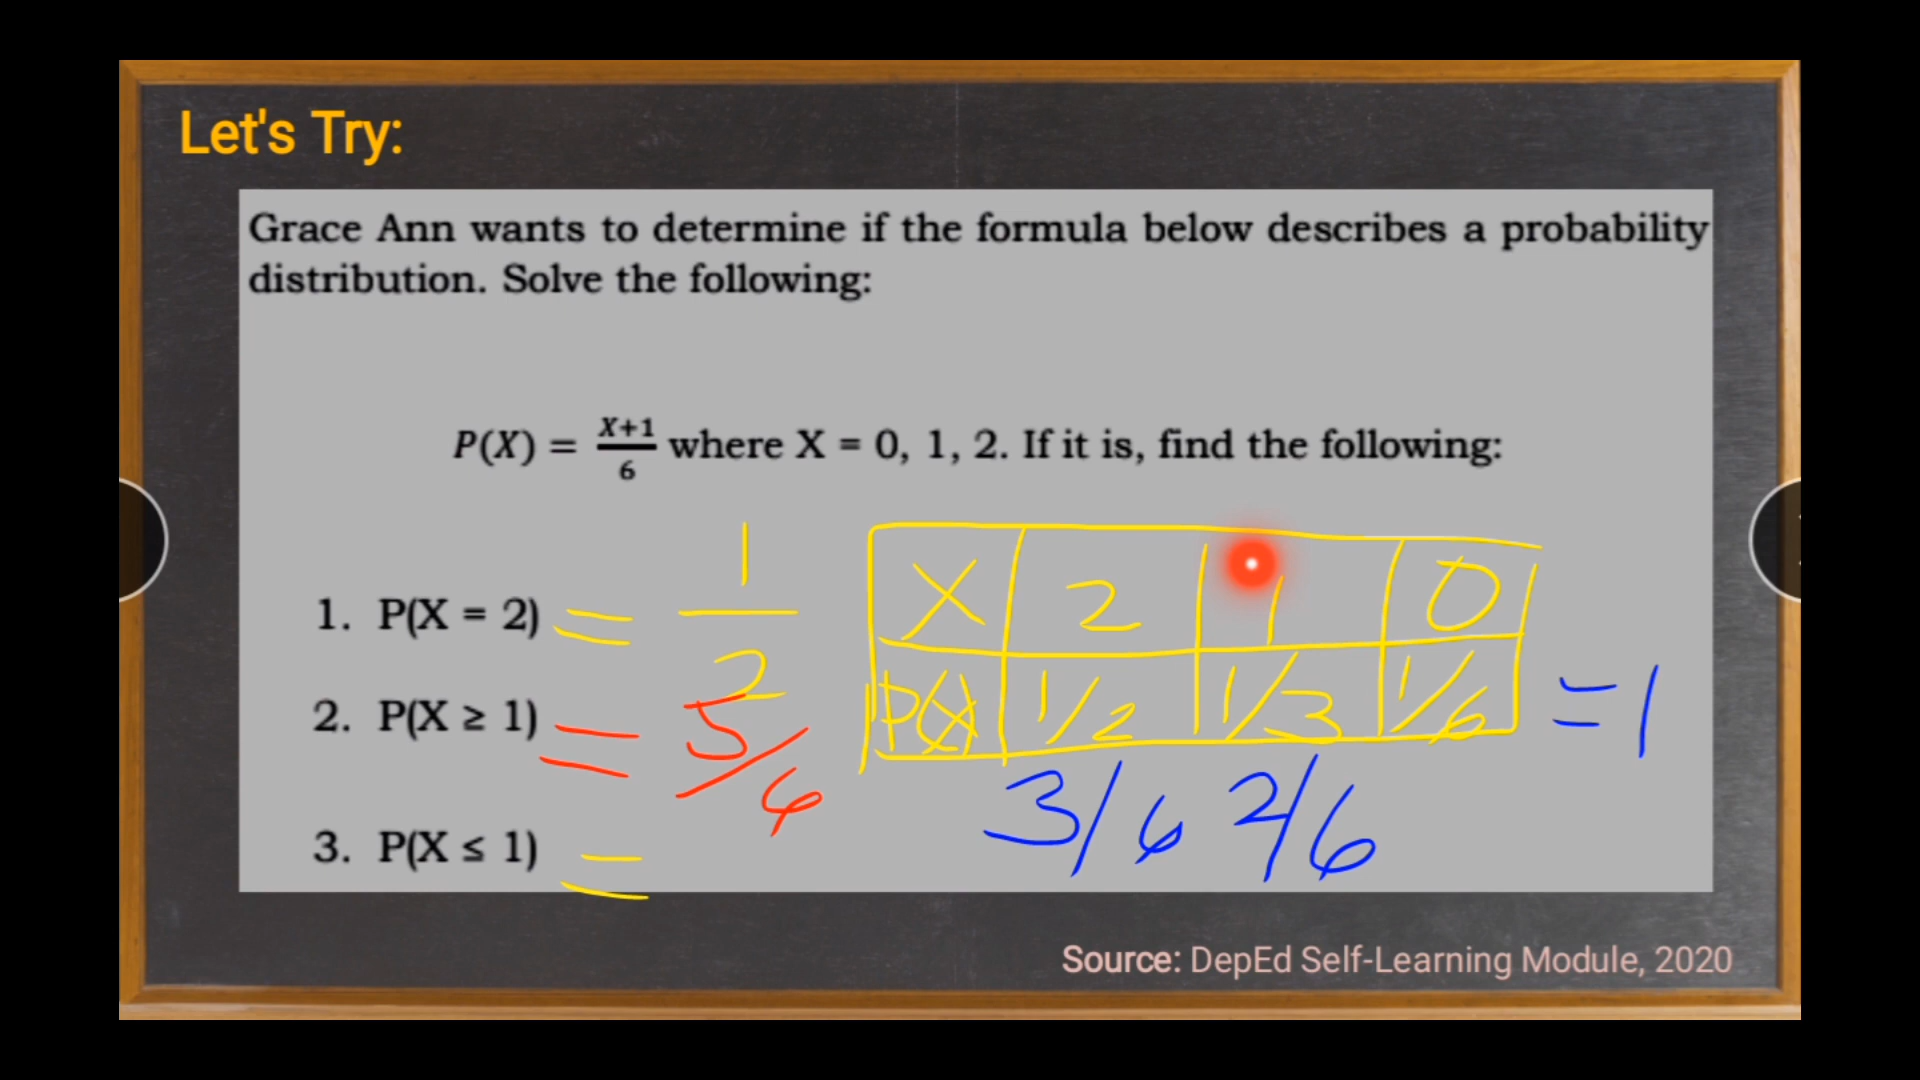 Let's Try:
Grace Ann wants to determine if the formula below describes a probability
distribution. Solve the following:
P(X) = X+1/6 where X = 0, 1, 2. If it is, find the following:
1. P(X = 2) = 1/2
X 2 1 0
P(X) 1/2 1/3 1/6 = 1
2. P(X ≥ 1) = 5/6
3/6 2/6
3. P(X ≤ 1) =
Source: DepEd Self-Learning Module, 2020